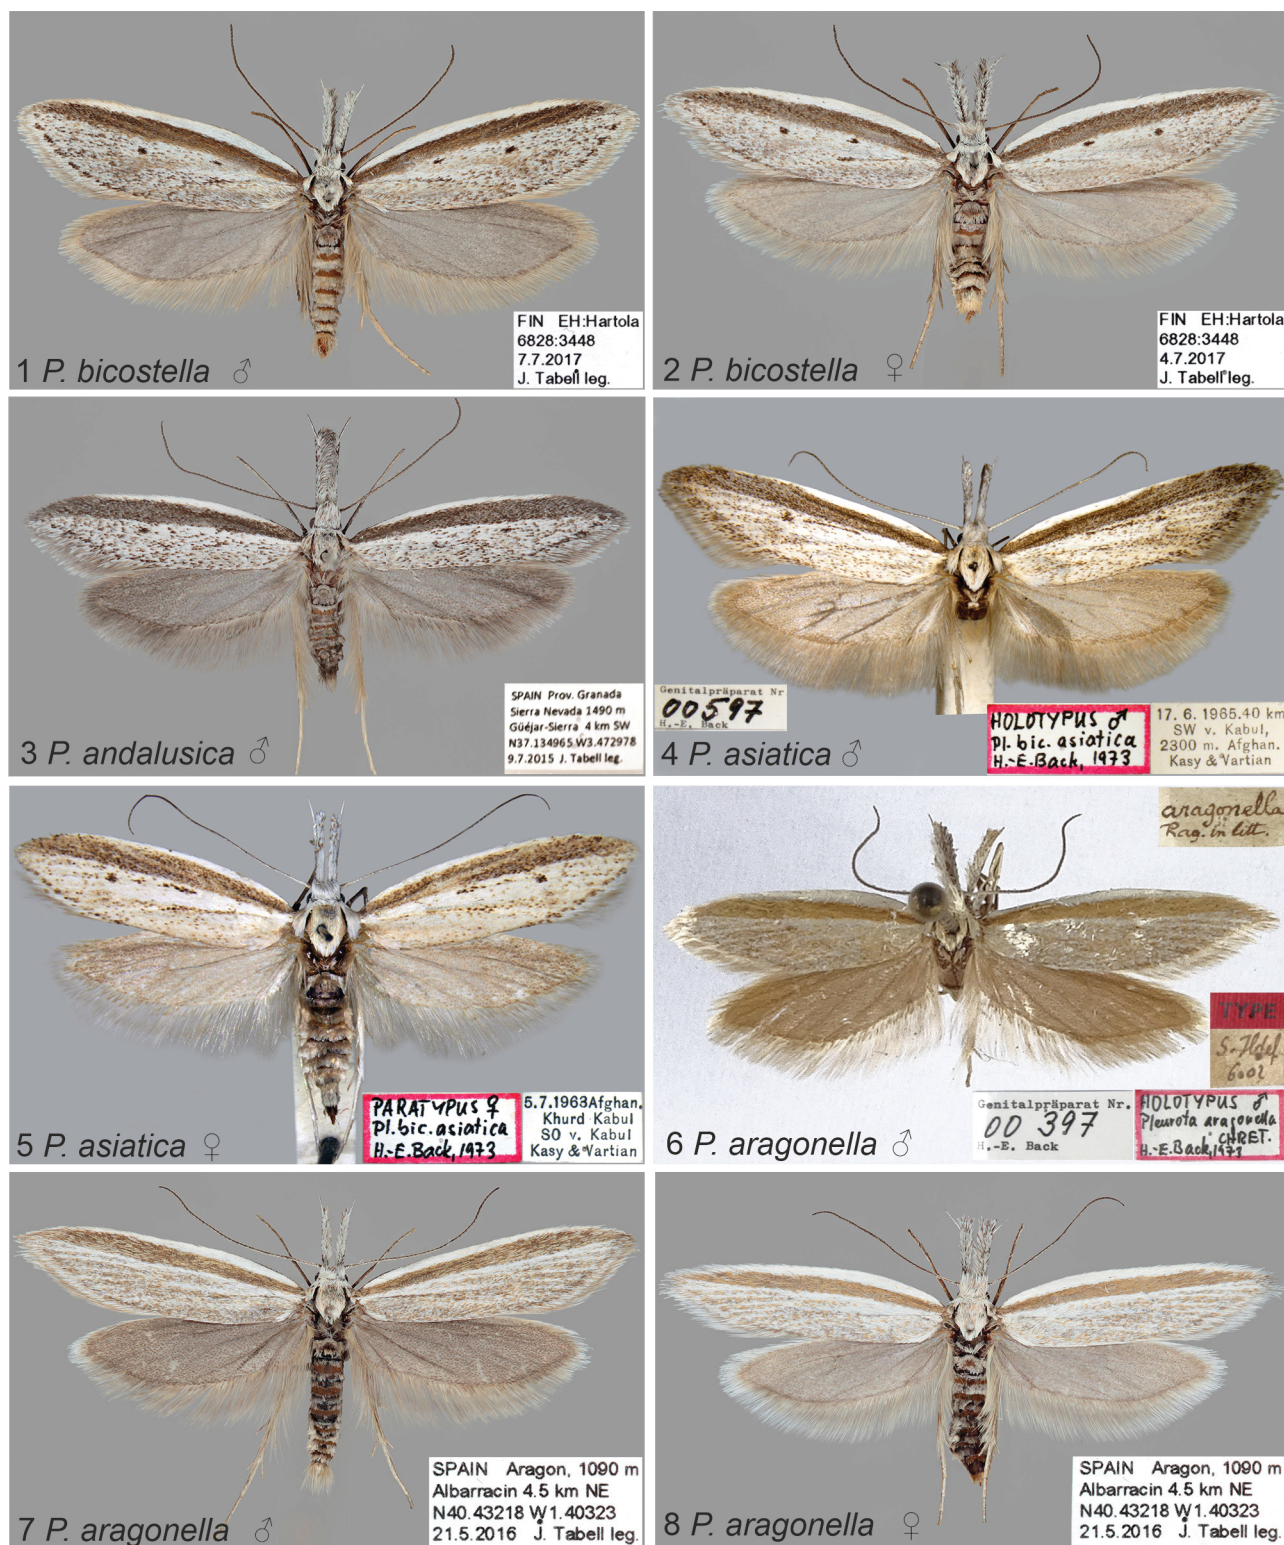 FIN EH:Hartola
6828:3448
7.7.2017
J. Tabell leg.
1 P. bicostella ♂
FIN EH:Hartola
6828:3448
4.7.2017
J. Tabell leg.
2 P. bicostella ♀
SPAIN Prov. Granada
Sierra Nevada 1490 m
Güéjar-Sierra 4 km SW
N37.134965 W3.472978
9.7.2015 J. Tabell leg.
3 P. andalusica ♂
Genitalpräparat Nr
00597
H.-E. Back
HOLOTYPUS ♂
Pl. bic. asiatica
H.-E. Back, 1973
17. 6. 1965.40 km
SW v. Kabul,
2300 m. Afghan.
Kasy & Vartian
4 P. asiatica ♂
PARATYPUS ♀
Pl. bic. asiatica
H.-E. Back, 1973
5.7.1963 Afghan.
Khurd Kabul
SO v. Kabul
Kasy & Vartian
5 P. asiatica ♀
aragonella
Rag. in litt.
TYPE
S. Ildef
6.02
Genitalpräparat Nr.
00 397
H.-E. Back
HOLOTYPUS ♂
Pleurota aragonella
CHRET.
H.-E. Back, 1973
6 P. aragonella ♂
SPAIN Aragon, 1090 m
Albarracin 4.5 km NE
N40.43218 W1.40323
21.5.2016 J. Tabell leg.
7 P. aragonella ♂
SPAIN Aragon, 1090 m
Albarracin 4.5 km NE
N40.43218 W1.40323
21.5.2016 J. Tabell leg.
8 P. aragonella ♀